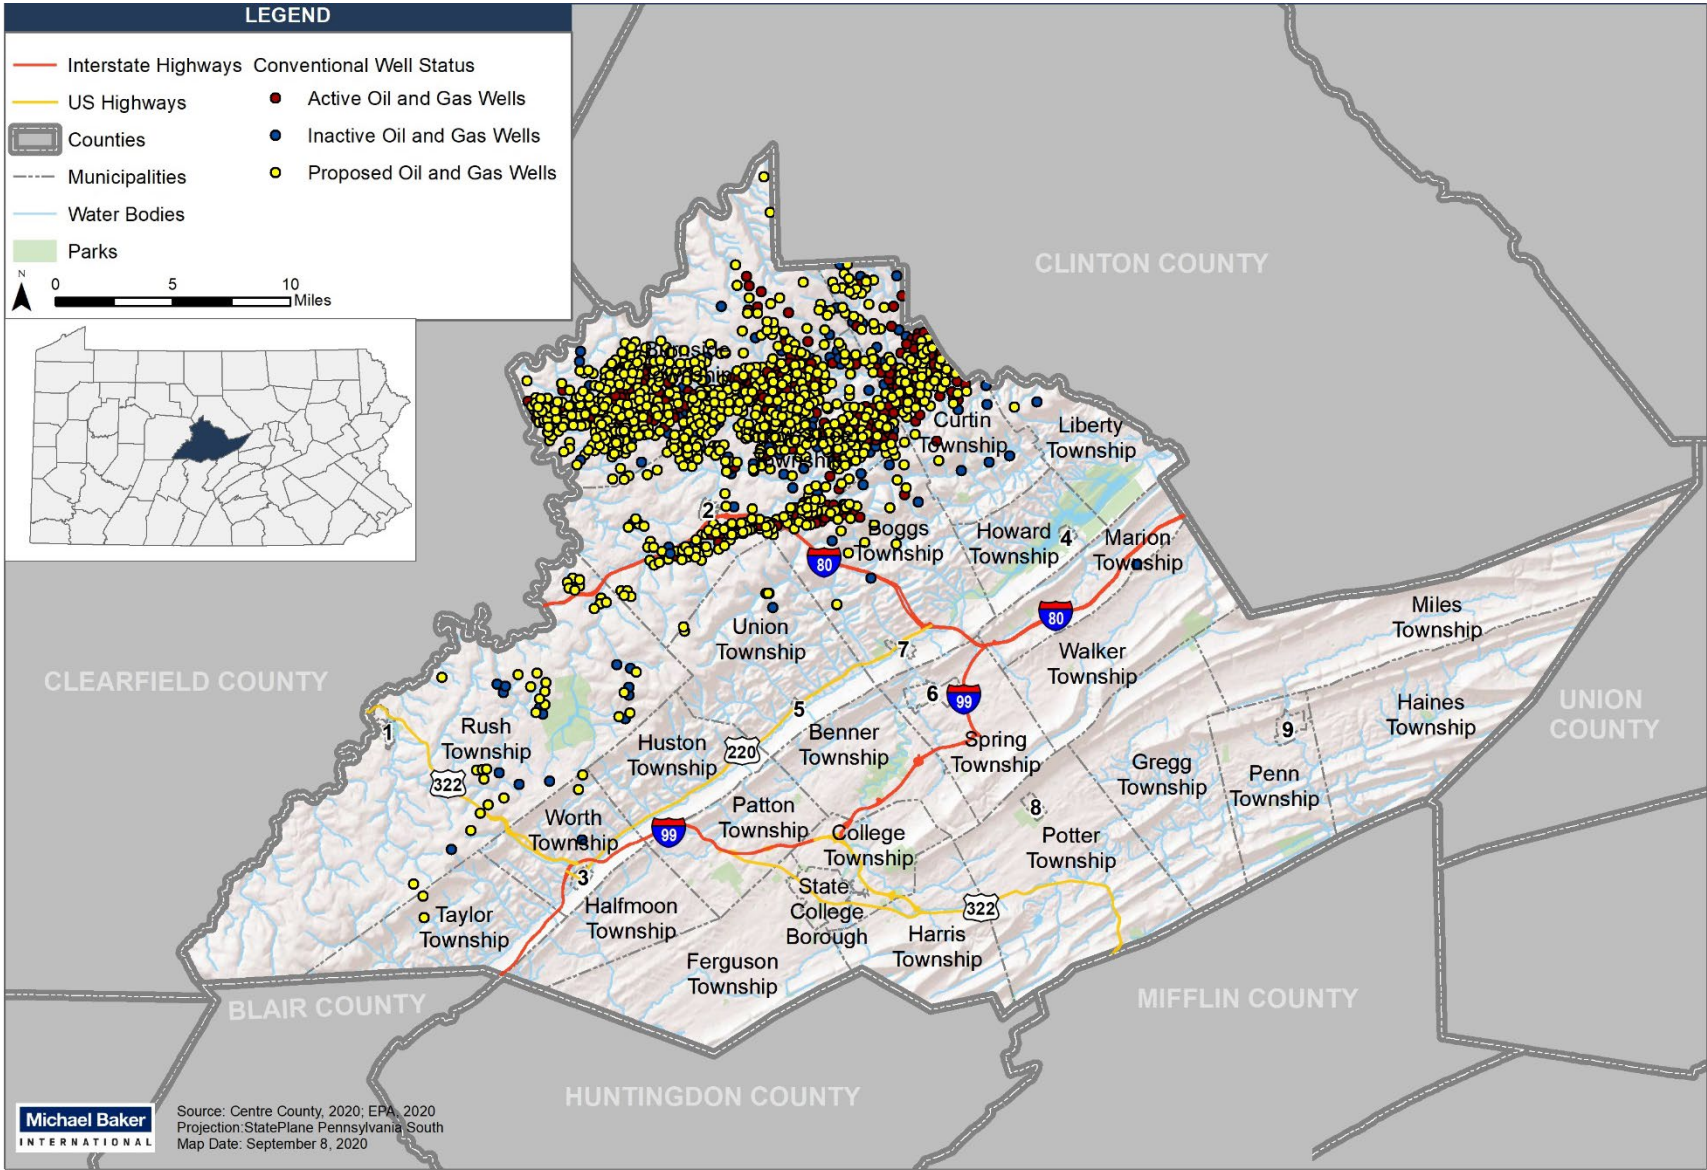 LEGEND
Interstate Highways
US Highways
Counties
Municipalities
Water Bodies
Parks
Conventional Well Status
Active Oil and Gas Wells
Inactive Oil and Gas Wells
Proposed Oil and Gas Wells
N
0 5 10
Miles
CLINTON COUNTY
CLEARFIELD COUNTY
UNION
COUNTY
BLAIR COUNTY
MIFFLIN COUNTY
HUNTINGDON COUNTY
Burnside
Township
Township
Curtin
Township
Liberty
Township
2
Boggs
Township
Howard
Township
4
Marion
Township
80
80
Miles
Township
Union
Township
7
Walker
Township
6
99
Haines
Township
1
Rush
Township
5
Huston
Township
220
Benner
Township
Spring
Township
9
Gregg
Township
Penn
Township
322
Worth
Township
99
Patton
Township
College
Township
8
Potter
Township
3
Halfmoon
Township
State
College
Borough
322
Taylor
Township
Harris
Township
Ferguson
Township
Michael Baker
INTERNATIONAL
Source: Centre County, 2020; EPA, 2020
Projection:StatePlane Pennsylvania South
Map Date: September 8, 2020